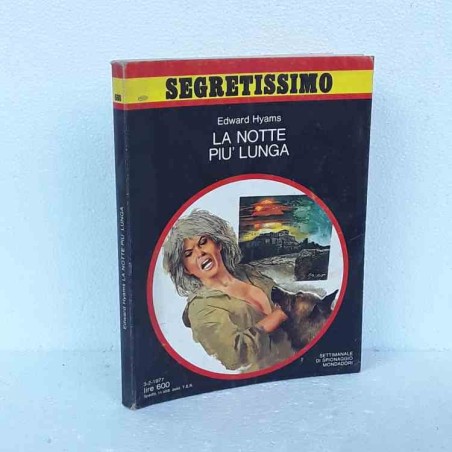 SEGRETISSIMO
Edward Hyams
LA NOTTE
PIU' LUNGA
SETTIMANALE
DI SPIONAGGIO
MONDADORI
3-2-1977
lire 600
Edward Hyams LA NOTTE PIU' LUNGA